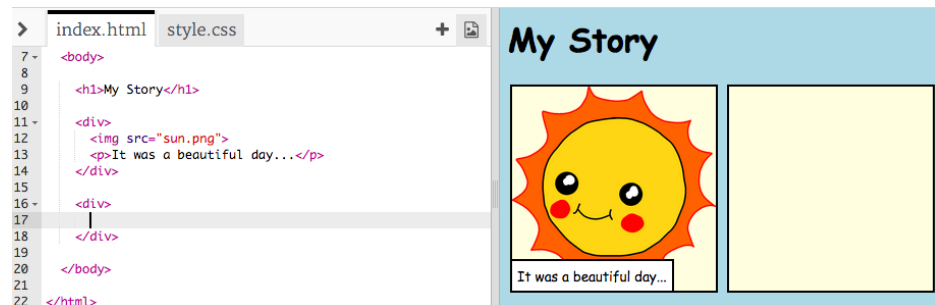 index.html style.css
My Story
7 <body>
8
9 <h1>My Story</h1>
10
11 <div>
12 <img src="sun.png">
13 <p>It was a beautiful day...</p>
14 </div>
15
16 <div>
17
18 </div>
19
20 </body>
21
22 </html>
It was a beautiful day...